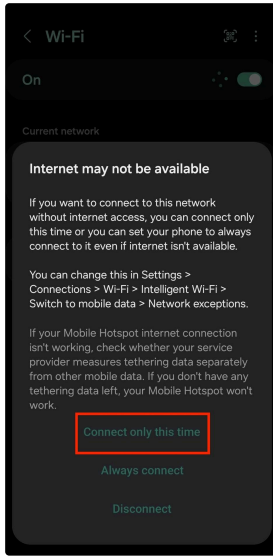 Wi-Fi
On
Current network
Internet may not be available
If you want to connect to this network
without internet access, you can connect only
this time or you can set your phone to always
connect to it even if internet isn't available.
You can change this in Settings >
Connections > Wi-Fi > Intelligent Wi-Fi >
Switch to mobile data > Network exceptions.
If your Mobile Hotspot internet connection
isn't working, check whether your service
provider measures tethering data separately
from other mobile data. If you don't have any
tethering data left, your Mobile Hotspot won't
work.
Connect only this time
Always connect
Disconnect